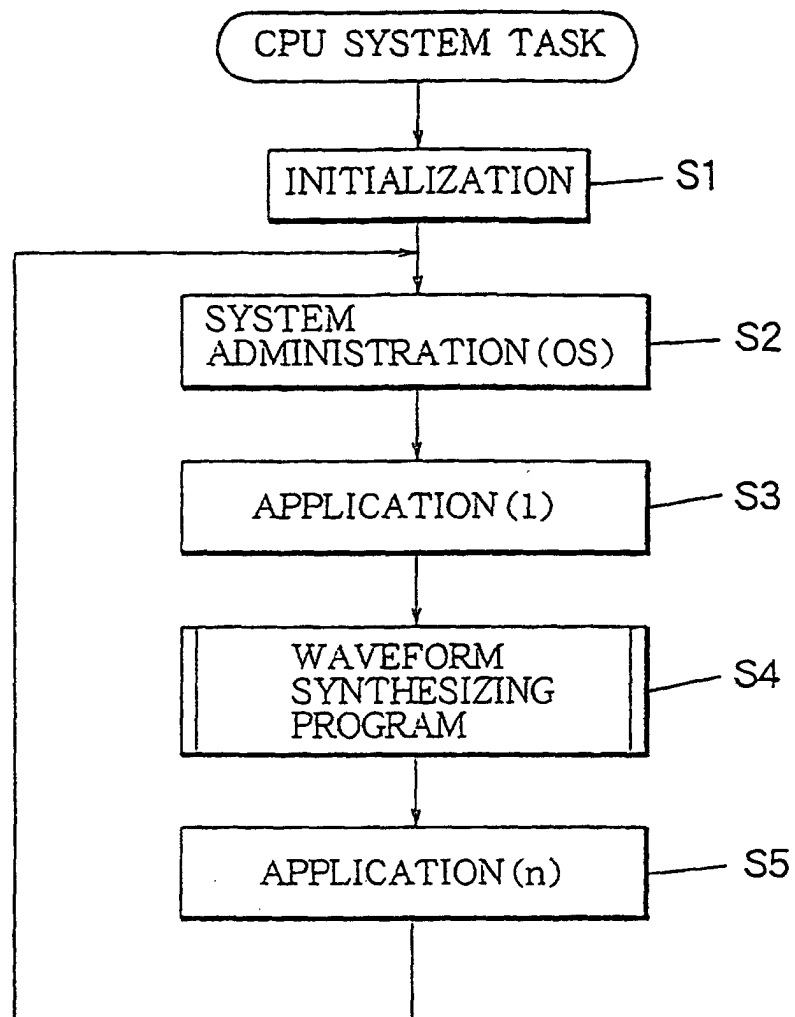 CPU SYSTEM TASK
INITIALIZATION
S1
SYSTEM
ADMINISTRATION (OS)
S2
APPLICATION (1)
S3
WAVEFORM
SYNTHESIZING
PROGRAM
S4
APPLICATION (n)
S5